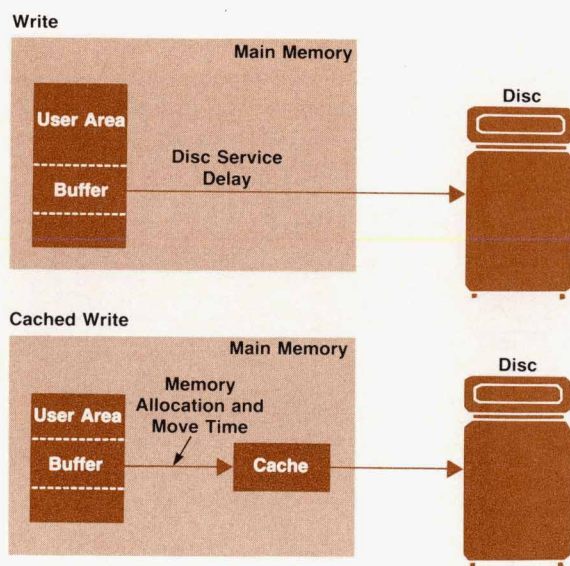 Write
Main Memory
Disc
User Area
Disc Service
Delay
Buffer
Cached Write
Main Memory
Disc
Memory
Allocation and
Move Time
User Area
Buffer
Cache